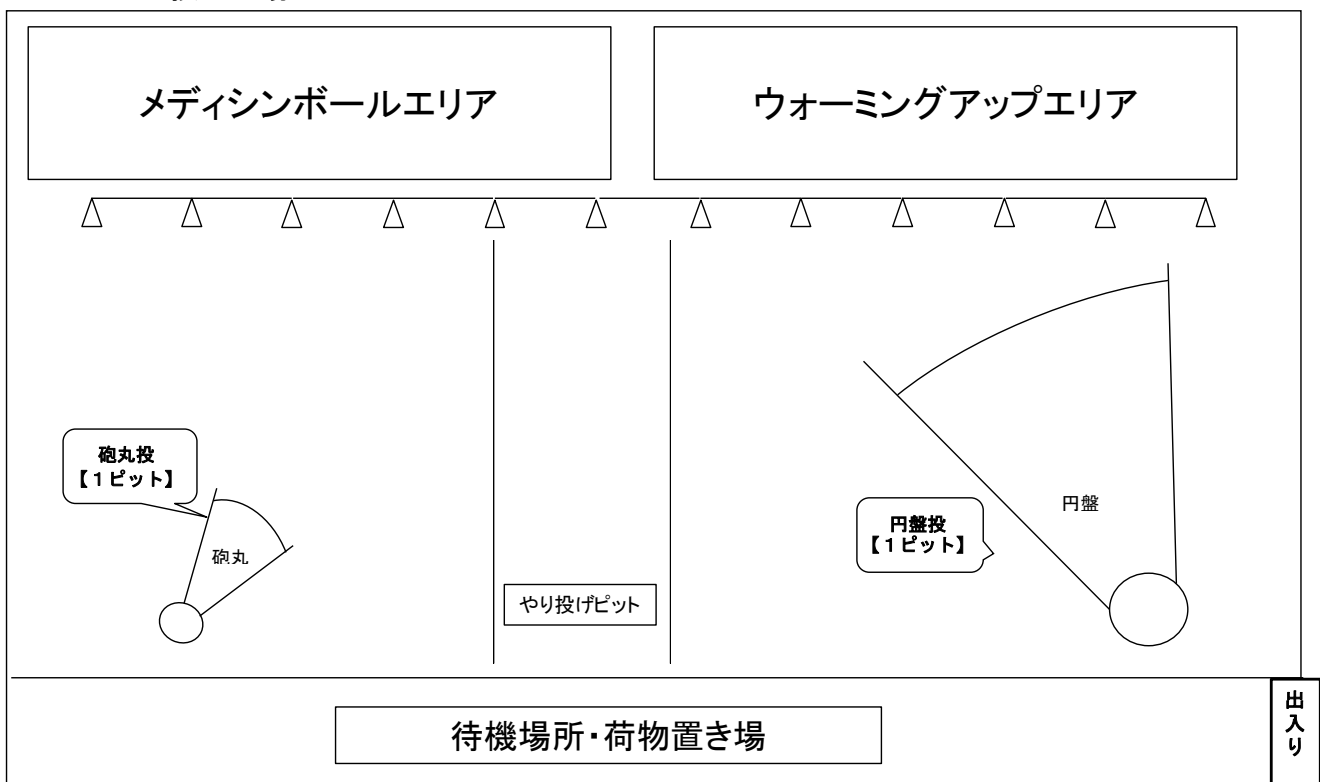 メディシンボールエリア
ウォーミングアップエリア
砲丸投
【１ピット】
砲丸
円盤
円盤投
【１ピット】
やり投げピット
待機場所・荷物置き場
出入り